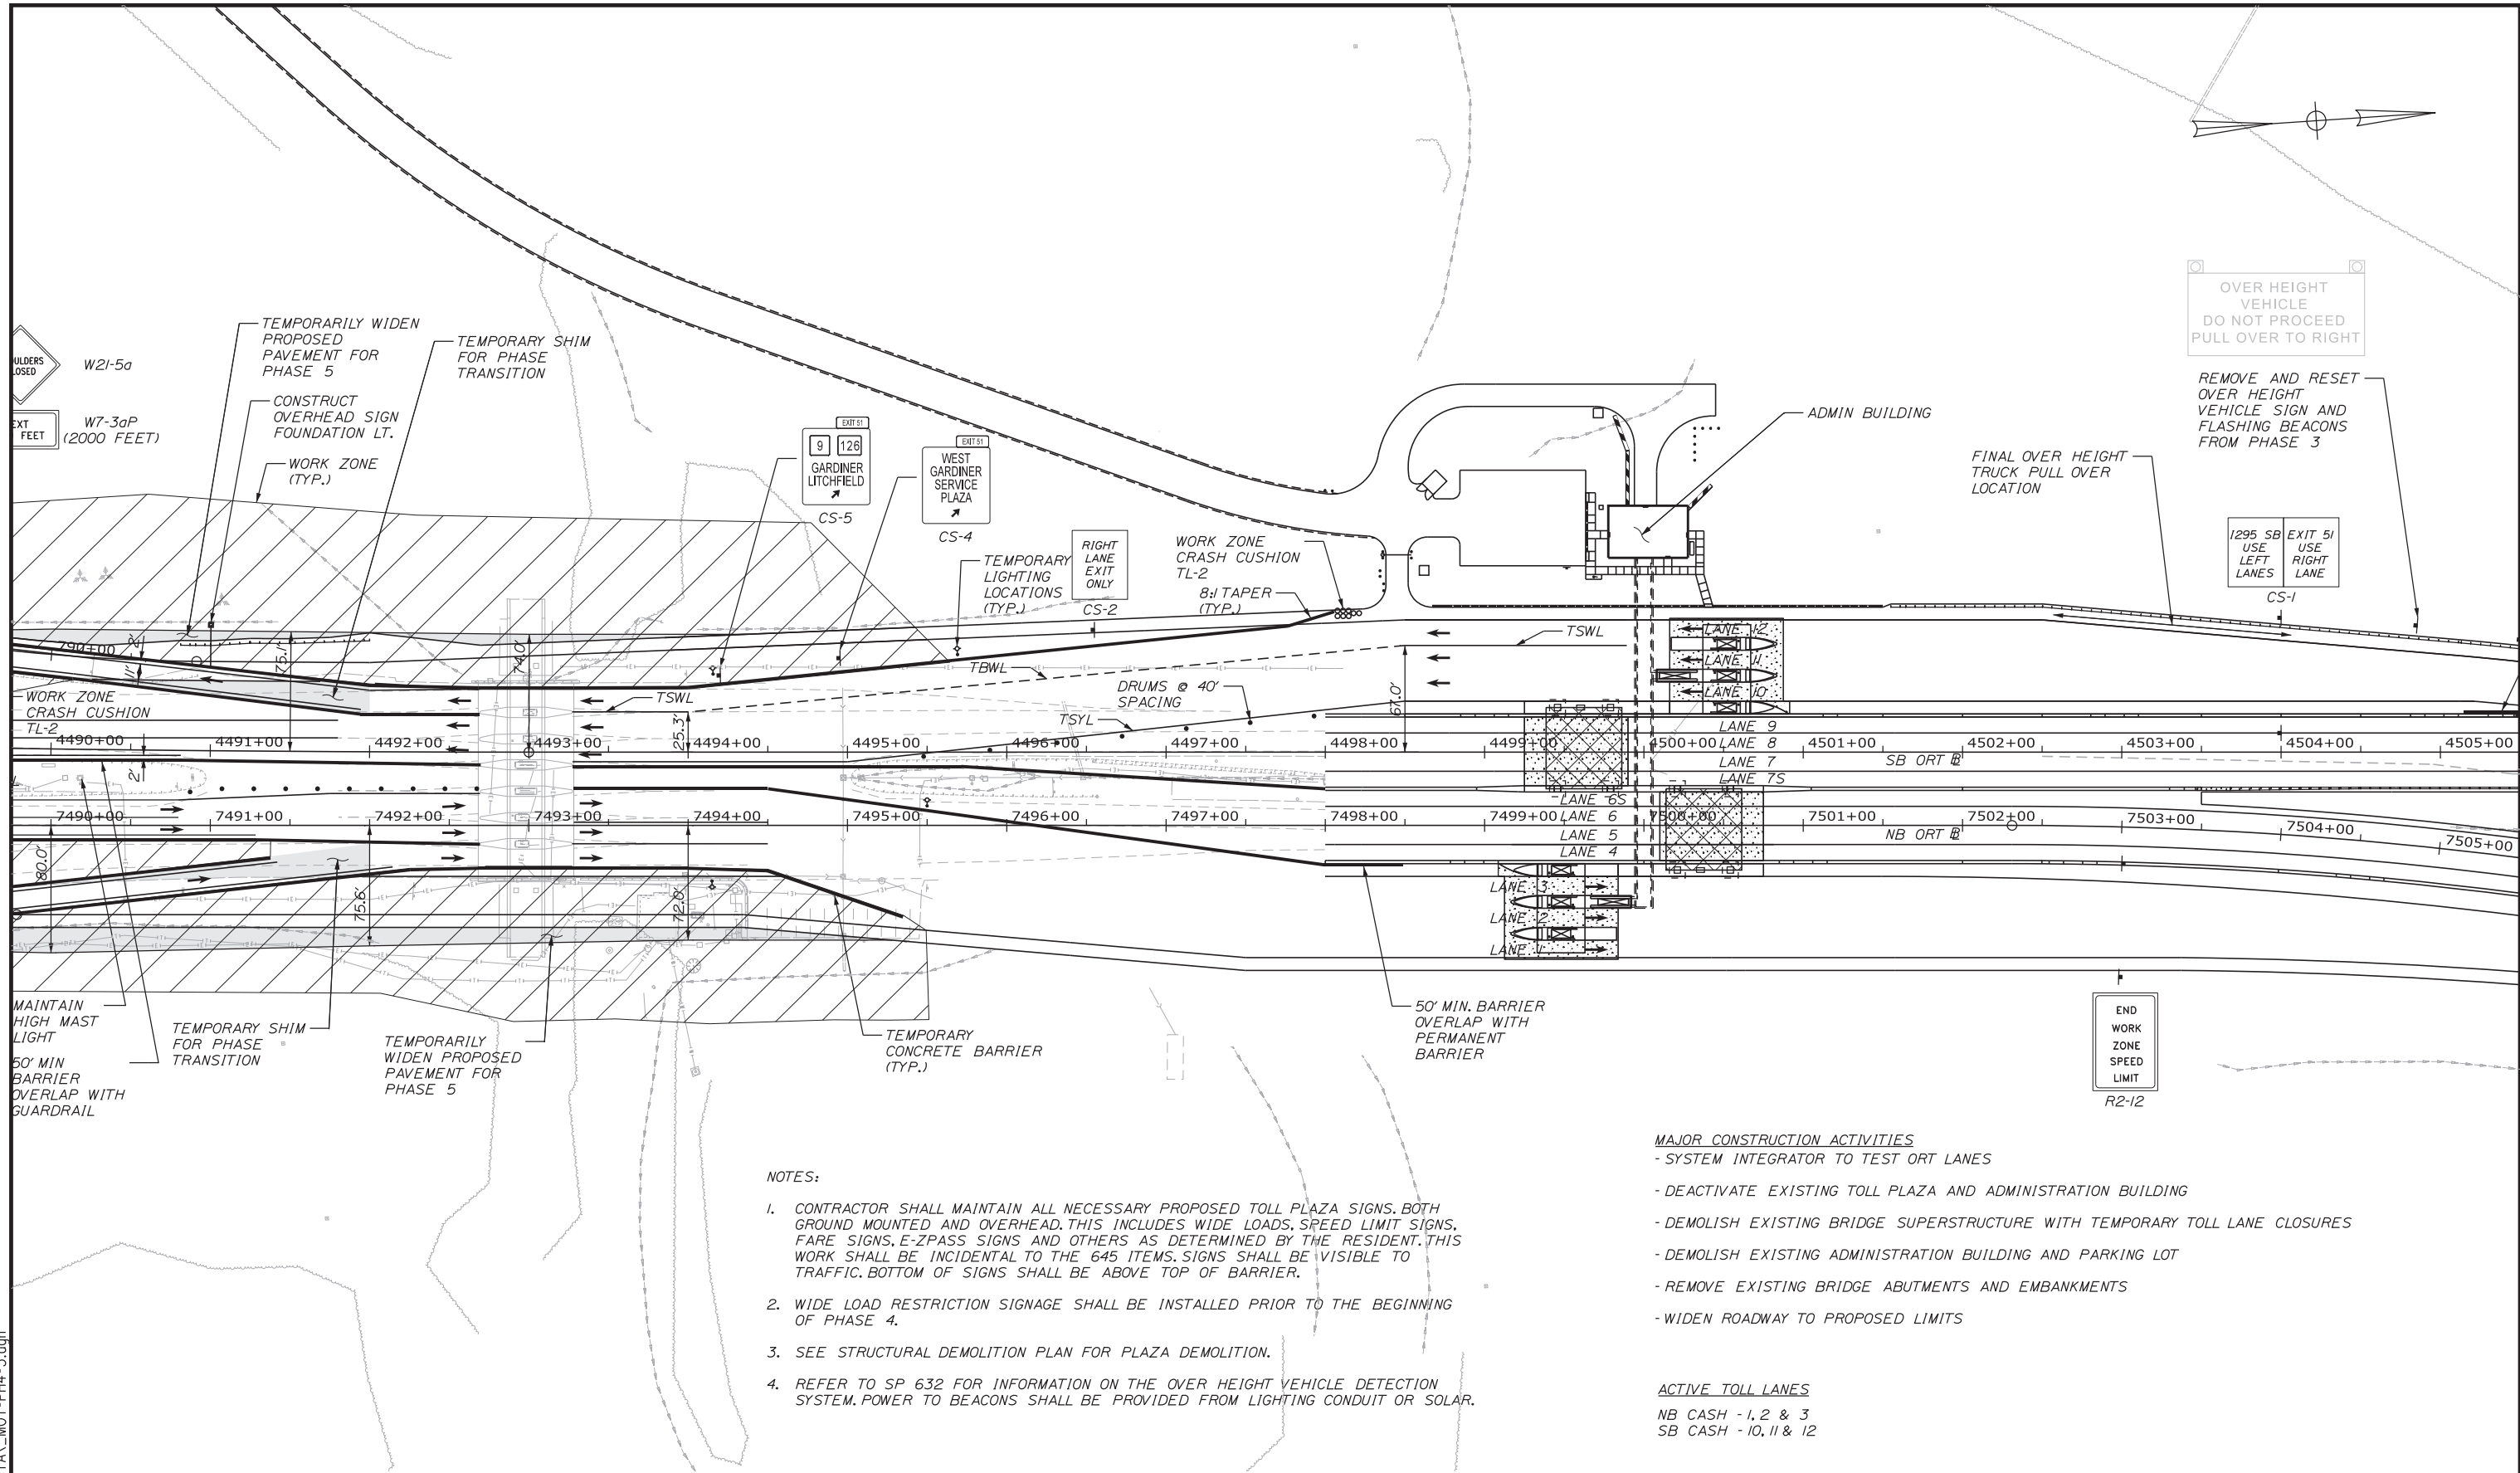 OVER HEIGHT
VEHICLE
DO NOT PROCEED
PULL OVER TO RIGHT
TEMPORARILY WIDEN
PROPOSED
PAVEMENT FOR
PHASE 5
TEMPORARY SHIM
FOR PHASE
TRANSITION
W21-5a
CONSTRUCT
OVERHEAD SIGN
FOUNDATION LT.
W7-3aP
(2000 FEET)
FEET
WORK ZONE
(TYP.)
EXIT 51
9 126
GARDINER
LITCHFIELD
CS-5
EXIT 51
WEST
GARDINER
SERVICE
PLAZA
CS-4
TEMPORARY
LIGHTING
LOCATIONS
(TYP.)
RIGHT
LANE
EXIT
ONLY
CS-2
WORK ZONE
CRASH CUSHION
TL-2
8:1 TAPER
(TYP.)
ADMIN BUILDING
REMOVE AND RESET
OVER HEIGHT
VEHICLE SIGN AND
FLASHING BEACONS
FROM PHASE 3
FINAL OVER HEIGHT
TRUCK PULL OVER
LOCATION
1295 SB
USE
LEFT
LANES
EXIT 51
USE
RIGHT
LANE
CS-1
TSWL
LANE 12
LANE 11
LANE 10
790+00
11'
2'
75.1'
74.0'
TBWL
TSWL
25.3'
DRUMS @ 40'
SPACING
TSYL
67.0'
WORK ZONE
CRASH CUSHION
TL-2
LANE 9
LANE 8
LANE 7
LANE 7S
4490+00 4491+00 4492+00 4493+00 4494+00 4495+00 4496+00 4497+00 4498+00 4499+00 4500+00 4501+00 4502+00 4503+00 4504+00 4505+00
SB ORT
2'
LANE 6S
LANE 6
LANE 5
LANE 4
7490+00 7491+00 7492+00 7493+00 7494+00 7495+00 7496+00 7497+00 7498+00 7499+00 7500+00 7501+00 7502+00 7503+00 7504+00 7505+00
NB ORT
80.0'
75.6'
72.0'
LANE 3
LANE 2
LANE 1
MAINTAIN
HIGH MAST
LIGHT
50' MIN
BARRIER
OVERLAP WITH
GUARDRAIL
TEMPORARY SHIM
FOR PHASE
TRANSITION
TEMPORARILY
WIDEN PROPOSED
PAVEMENT FOR
PHASE 5
TEMPORARY
CONCRETE BARRIER
(TYP.)
50' MIN. BARRIER
OVERLAP WITH
PERMANENT
BARRIER
END
WORK
ZONE
SPEED
LIMIT
R2-12
NOTES:
1. CONTRACTOR SHALL MAINTAIN ALL NECESSARY PROPOSED TOLL PLAZA SIGNS. BOTH
GROUND MOUNTED AND OVERHEAD. THIS INCLUDES WIDE LOADS, SPEED LIMIT SIGNS,
FARE SIGNS, E-ZPASS SIGNS AND OTHERS AS DETERMINED BY THE RESIDENT. THIS
WORK SHALL BE INCIDENTAL TO THE 645 ITEMS. SIGNS SHALL BE VISIBLE TO
TRAFFIC. BOTTOM OF SIGNS SHALL BE ABOVE TOP OF BARRIER.
2. WIDE LOAD RESTRICTION SIGNAGE SHALL BE INSTALLED PRIOR TO THE BEGINNING
OF PHASE 4.
3. SEE STRUCTURAL DEMOLITION PLAN FOR PLAZA DEMOLITION.
4. REFER TO SP 632 FOR INFORMATION ON THE OVER HEIGHT VEHICLE DETECTION
SYSTEM. POWER TO BEACONS SHALL BE PROVIDED FROM LIGHTING CONDUIT OR SOLAR.
MAJOR CONSTRUCTION ACTIVITIES
- SYSTEM INTEGRATOR TO TEST ORT LANES
- DEACTIVATE EXISTING TOLL PLAZA AND ADMINISTRATION BUILDING
- DEMOLISH EXISTING BRIDGE SUPERSTRUCTURE WITH TEMPORARY TOLL LANE CLOSURES
- DEMOLISH EXISTING ADMINISTRATION BUILDING AND PARKING LOT
- REMOVE EXISTING BRIDGE ABUTMENTS AND EMBANKMENTS
- WIDEN ROADWAY TO PROPOSED LIMITS
ACTIVE TOLL LANES
NB CASH - 1, 2 & 3
SB CASH - 10, 11 & 12